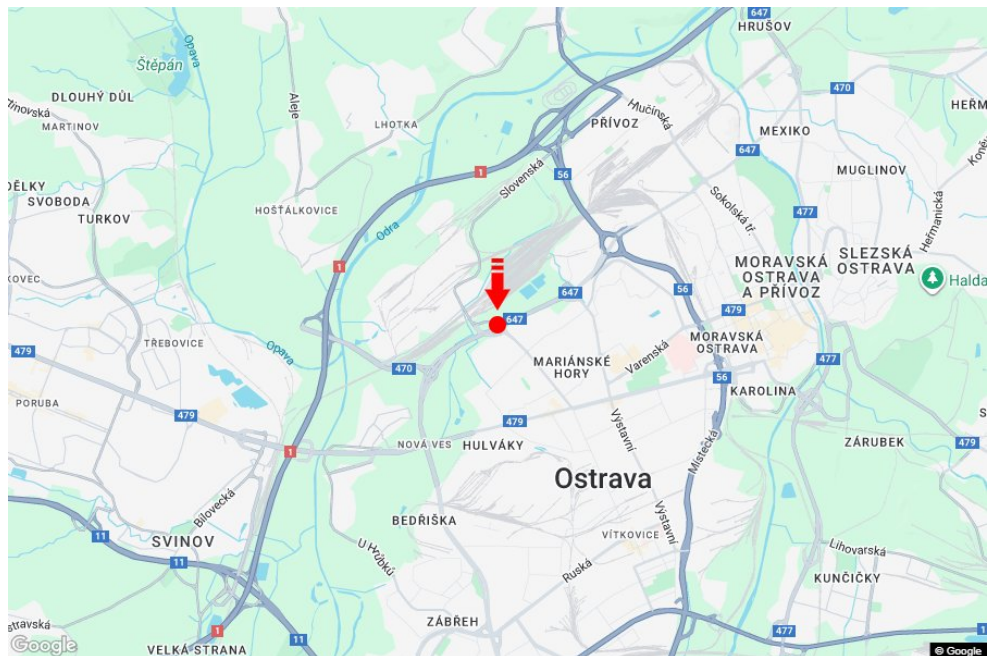 647
HRUŠOV
Opava
Štěpán
DLOUHÝ DŮL
MARTINOV
Aleje
LHOTKA
Hlučínská
PŘÍVOZ
470
HEŘM
MEXIKO
647
MUGLINOV
1
56
Slovenská
Sokolská tř.
477
Heřmanická
SVOBODA
TURKOV
HOŠŤÁLKOVICE
Odra
SLEZSKÁ
OSTRAVA
Halda
MORAVSKÁ
OSTRAVA
A PŘÍVOZ
1
56
647
647
479
479
TŘEBOVICE
Opava
470
MARIÁNSKÉ
HORY
Varenská
MORAVSKÁ
OSTRAVA
477
56
KAROLINA
PORUBA
479
479
Výstavní
NOVÁ VES
HULVÁKY
ZÁRUBEK
479
1
Místecká
Ostrava
Bílovecká
BEDŘIŠKA
Výstavní
11
SVINOV
U Hrůbků
VÍTKOVICE
Lihovarská
11
Ruská
KUNČIČKY
ZÁBŘEH
1
11
477
11
VELKÁ STRANA
Google
© Google